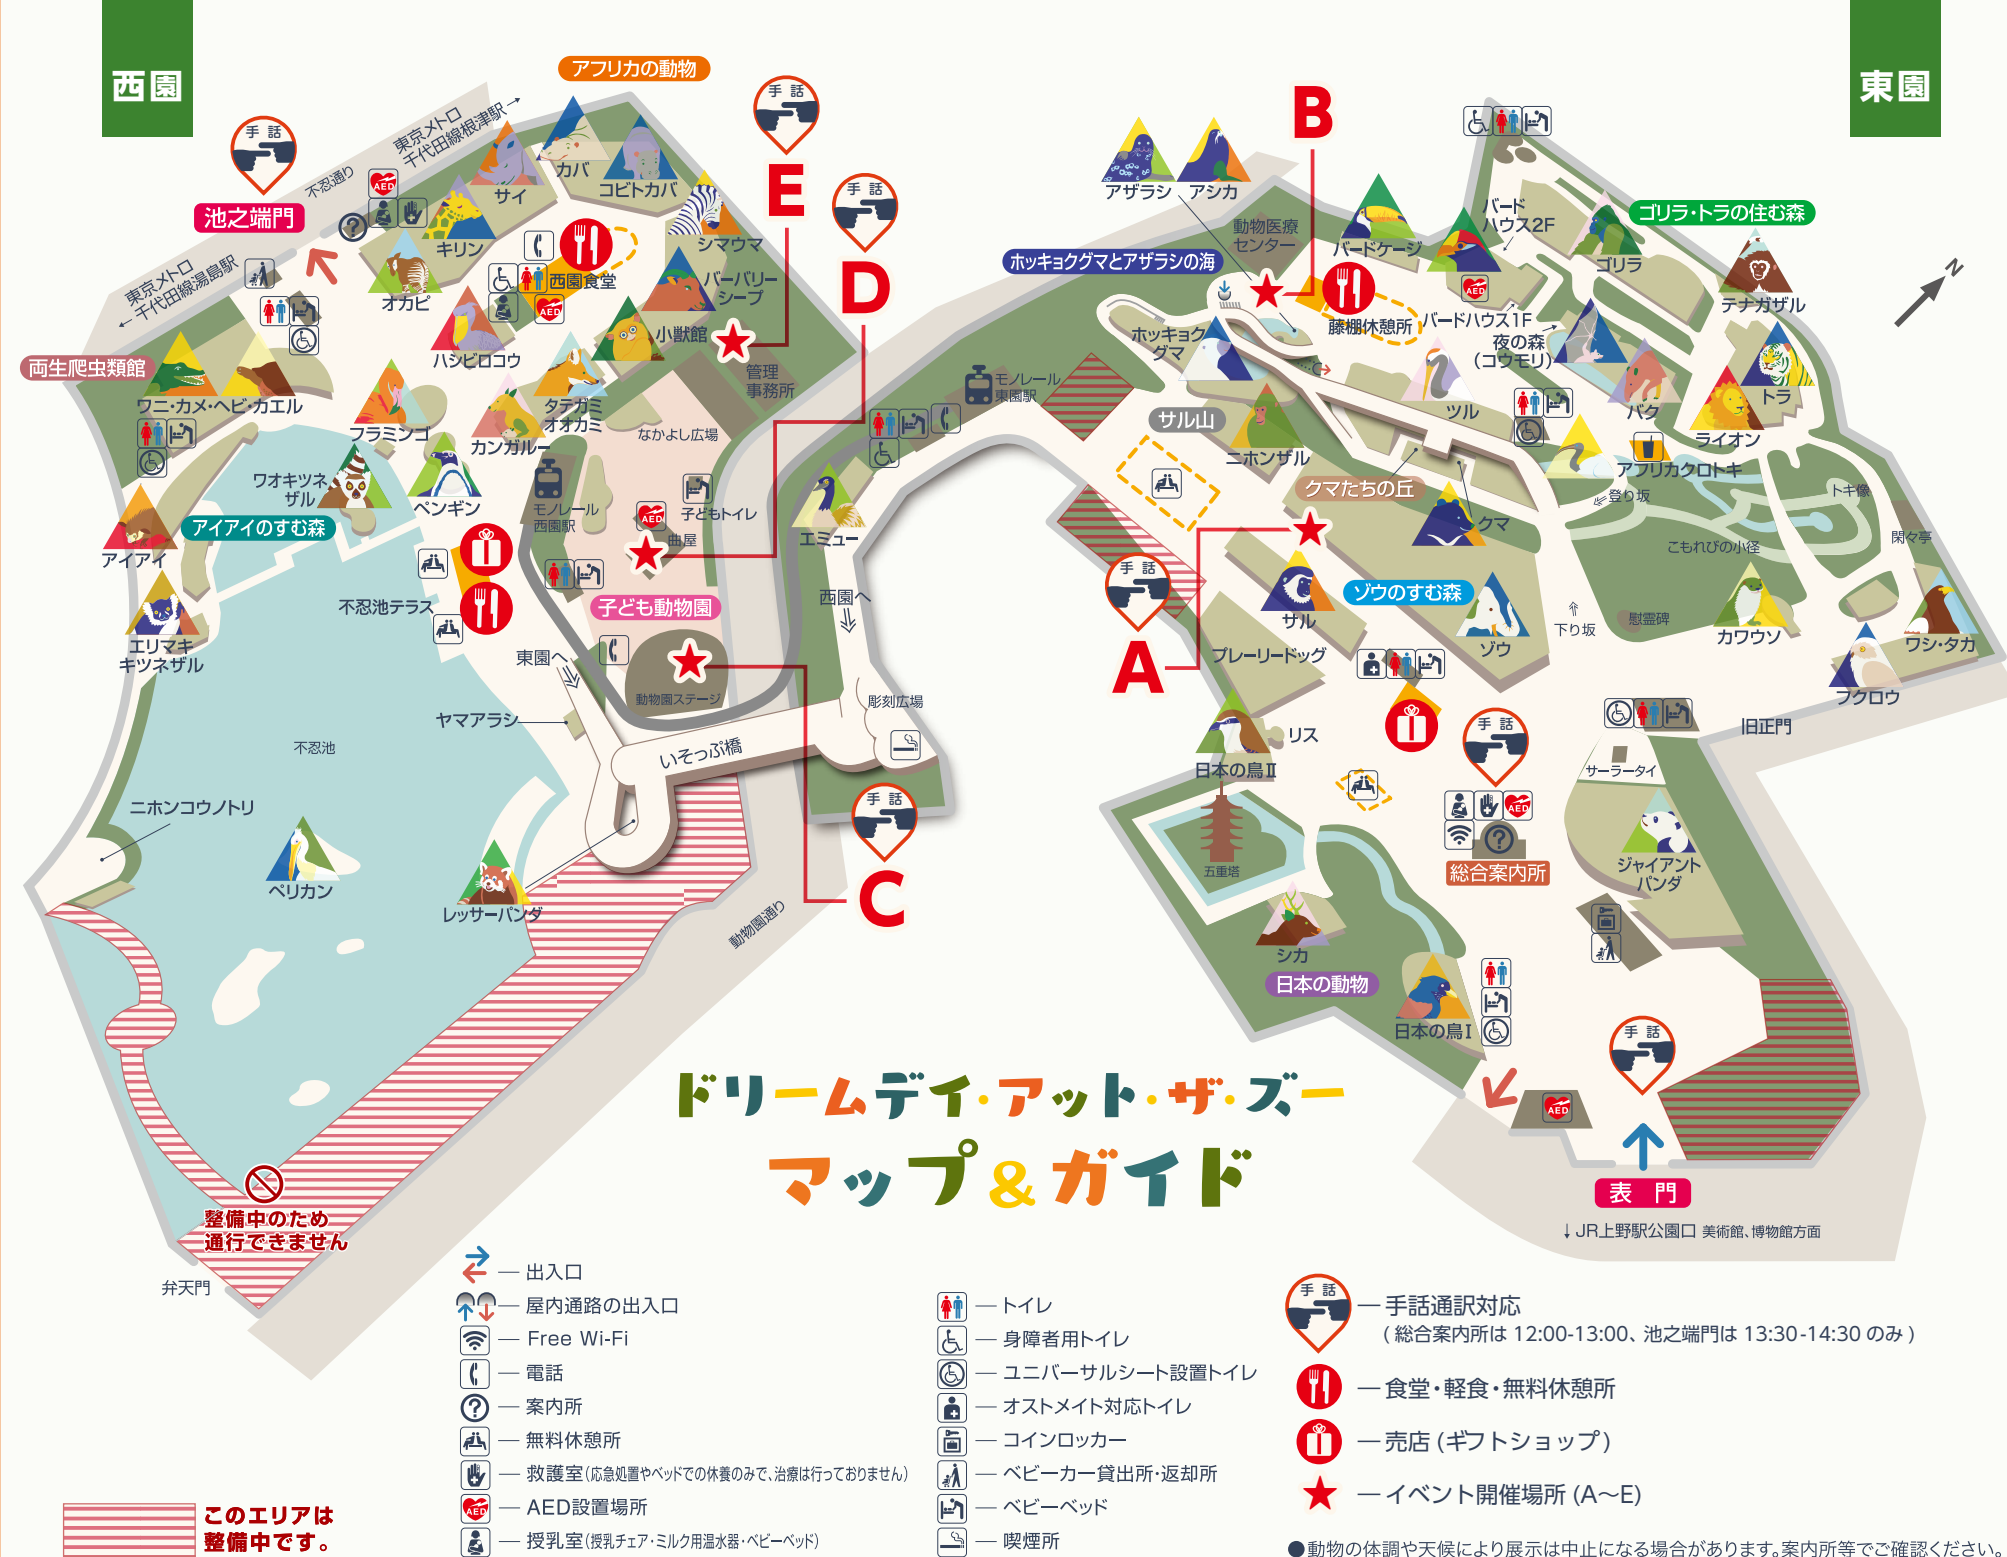 西園
東園
アフリカの動物
手話
E
手話
D
手話
B
東京メトロ
千代田線根津駅→
不忍通り
池之端門
東京メトロ
←千代田線湯島駅
AED
?
サイ
カバ
コビトカバ
キリン
シマウマ
オカピ
西園食堂
AED
バーバリー
シープ
ハシビロコウ
小獣館
管理
事務所
両生爬虫類館
ワニ・カメ・ヘビ・カエル
フラミンゴ
カンガルー
タテガミ
オオカミ
なかよし広場
ワオキツネ
ザル
ペンギン
モノレール
西園駅
AED
子どもトイレ
曲屋
アイアイのすむ森
アイアイ
エリマキ
キツネザル
不忍池テラス
子ども動物園
東園へ
動物園ステージ
ヤマアラシ
不忍池
いそっぷ橋
ニホンコウノトリ
ペリカン
レッサーパンダ
手話
C
動物園通り
整備中のため
通行できません
弁天門
モノレール
東園駅
エミュー
西園へ
彫刻広場
アザラシ
アシカ
動物医療
センター
ホッキョクグマとアザラシの海
バードケージ
バード
ハウス2F
ゴリラ・トラの住む森
ゴリラ
テナガザル
N
AED
ホッキョク
グマ
藤棚休憩所
バードハウス1F
夜の森
(コウモリ)
サル山
ニホンザル
ツル
バク
トラ
ライオン
アフリカクロトキ
クマたちの丘
クマ
登り坂
トキ像
閑々亭
こもれびの小径
手話
A
サル
ゾウのすむ森
ゾウ
下り坂
慰霊碑
カワウソ
ワシ・タカ
フクロウ
プレーリードッグ
リス
日本の鳥Ⅱ
手話
旧正門
サーラータイ
AED
?
総合案内所
ジャイアント
パンダ
五重塔
シカ
日本の動物
日本の鳥Ⅰ
手話
AED
表 門
↓JR上野駅公園口 美術館、博物館方面
ドリームデイ・アット・ザ・ズー
マップ&ガイド
このエリアは
整備中です。
― 出入口
― 屋内通路の出入口
― Free Wi-Fi
― 電話
? ― 案内所
― 無料休憩所
― 救護室(応急処置やベッドでの休養のみで、治療は行っておりません)
AED ― AED設置場所
― 授乳室(授乳チェア・ミルク用温水器・ベビーベッド)
― トイレ
― 身障者用トイレ
― ユニバーサルシート設置トイレ
― オストメイト対応トイレ
― コインロッカー
― ベビーカー貸出所・返却所
― ベビーベッド
― 喫煙所
手話 ― 手話通訳対応
(総合案内所は 12:00-13:00、池之端門は 13:30-14:30 のみ)
― 食堂・軽食・無料休憩所
― 売店 (ギフトショップ)
★ ― イベント開催場所 (A～E)
●動物の体調や天候により展示は中止になる場合があります。案内所等でご確認ください。